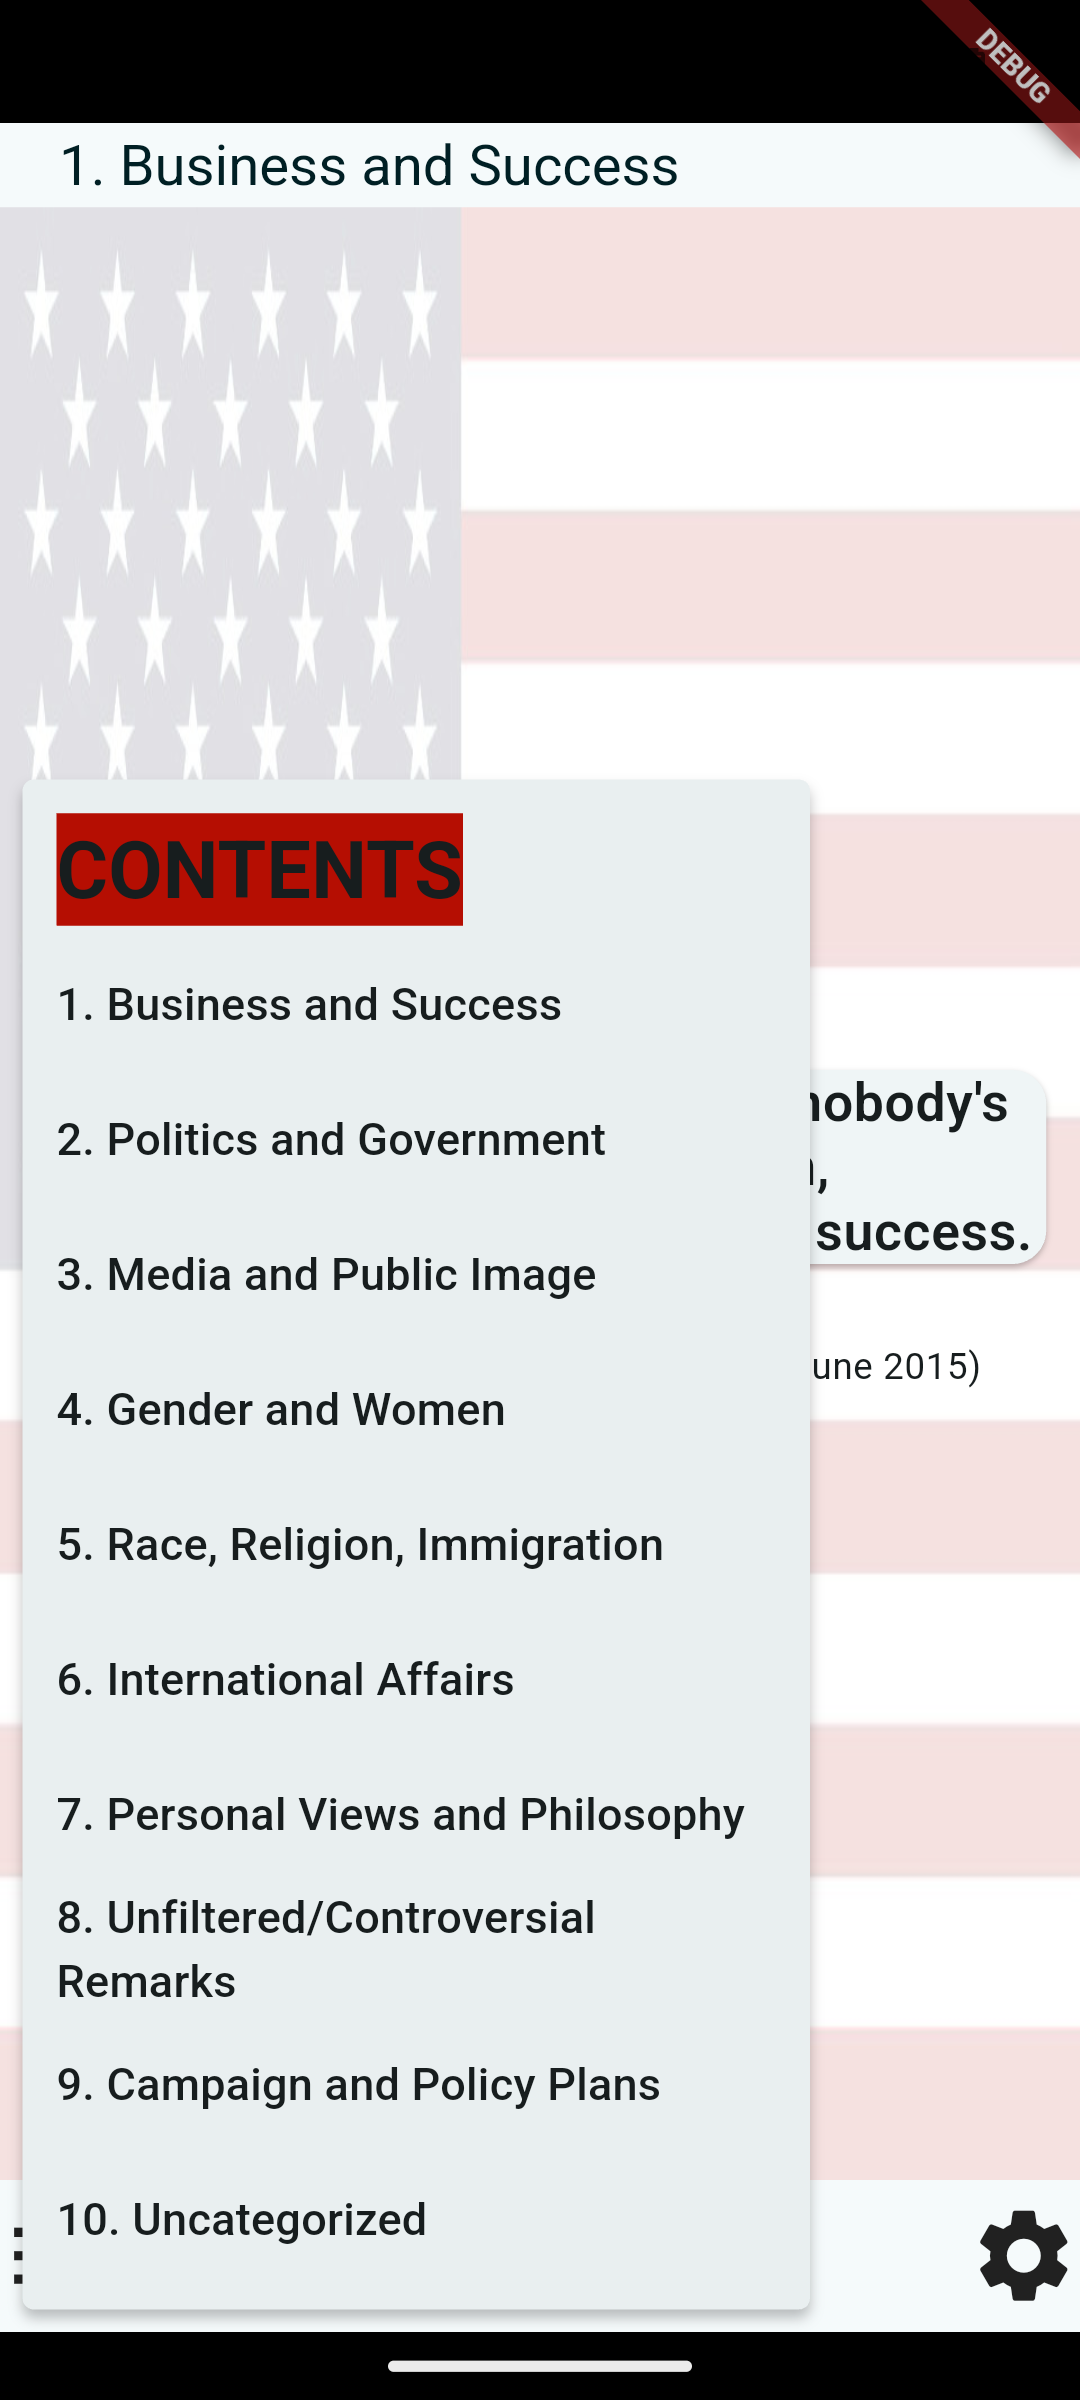 DEBUG
1. Business and Success
CONTENTS
1. Business and Success
2. Politics and Government
3. Media and Public Image
4. Gender and Women
5. Race, Religion, Immigration
6. International Affairs
7. Personal Views and Philosophy
8. Unfiltered/Controversial
Remarks
9. Campaign and Policy Plans
10. Uncategorized
nobody's
success.
2015)